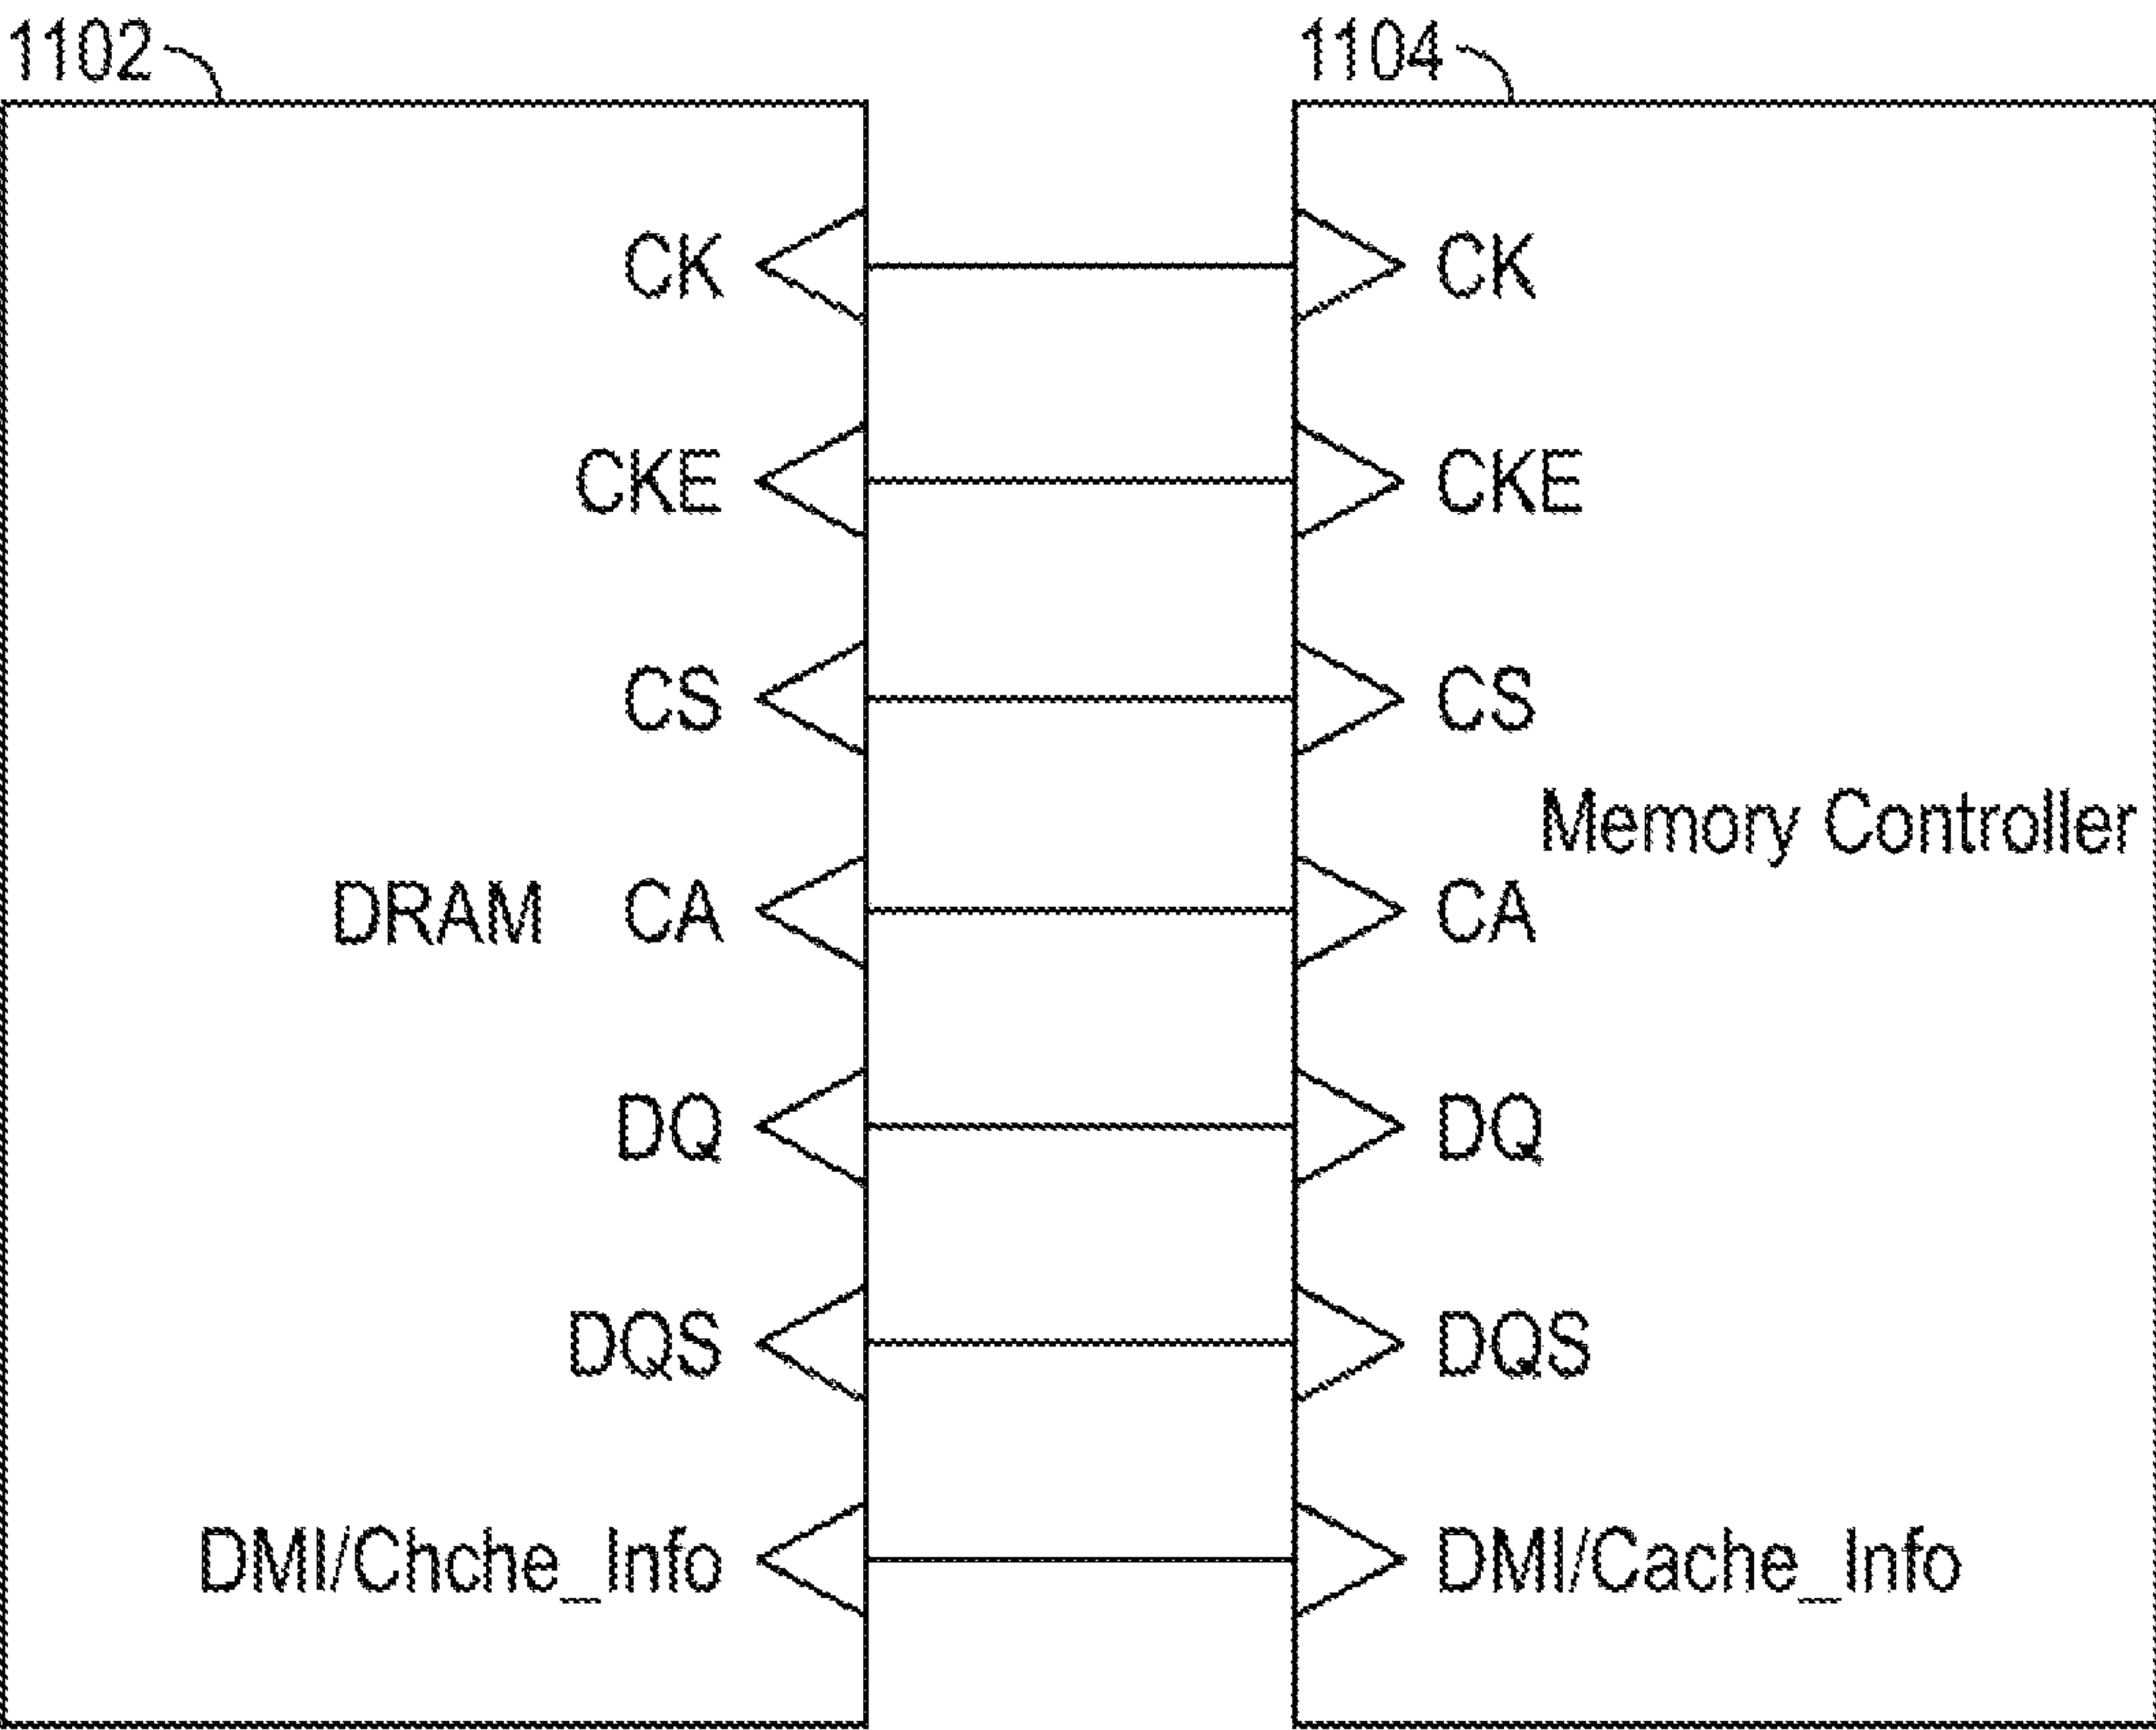 1102
1104
CK
CK
CKE
CKE
CS
CS
Memory Controller
DRAM
CA
CA
DQ
DQ
DQS
DQS
DMI/Chche_Info
DMI/Cache_Info